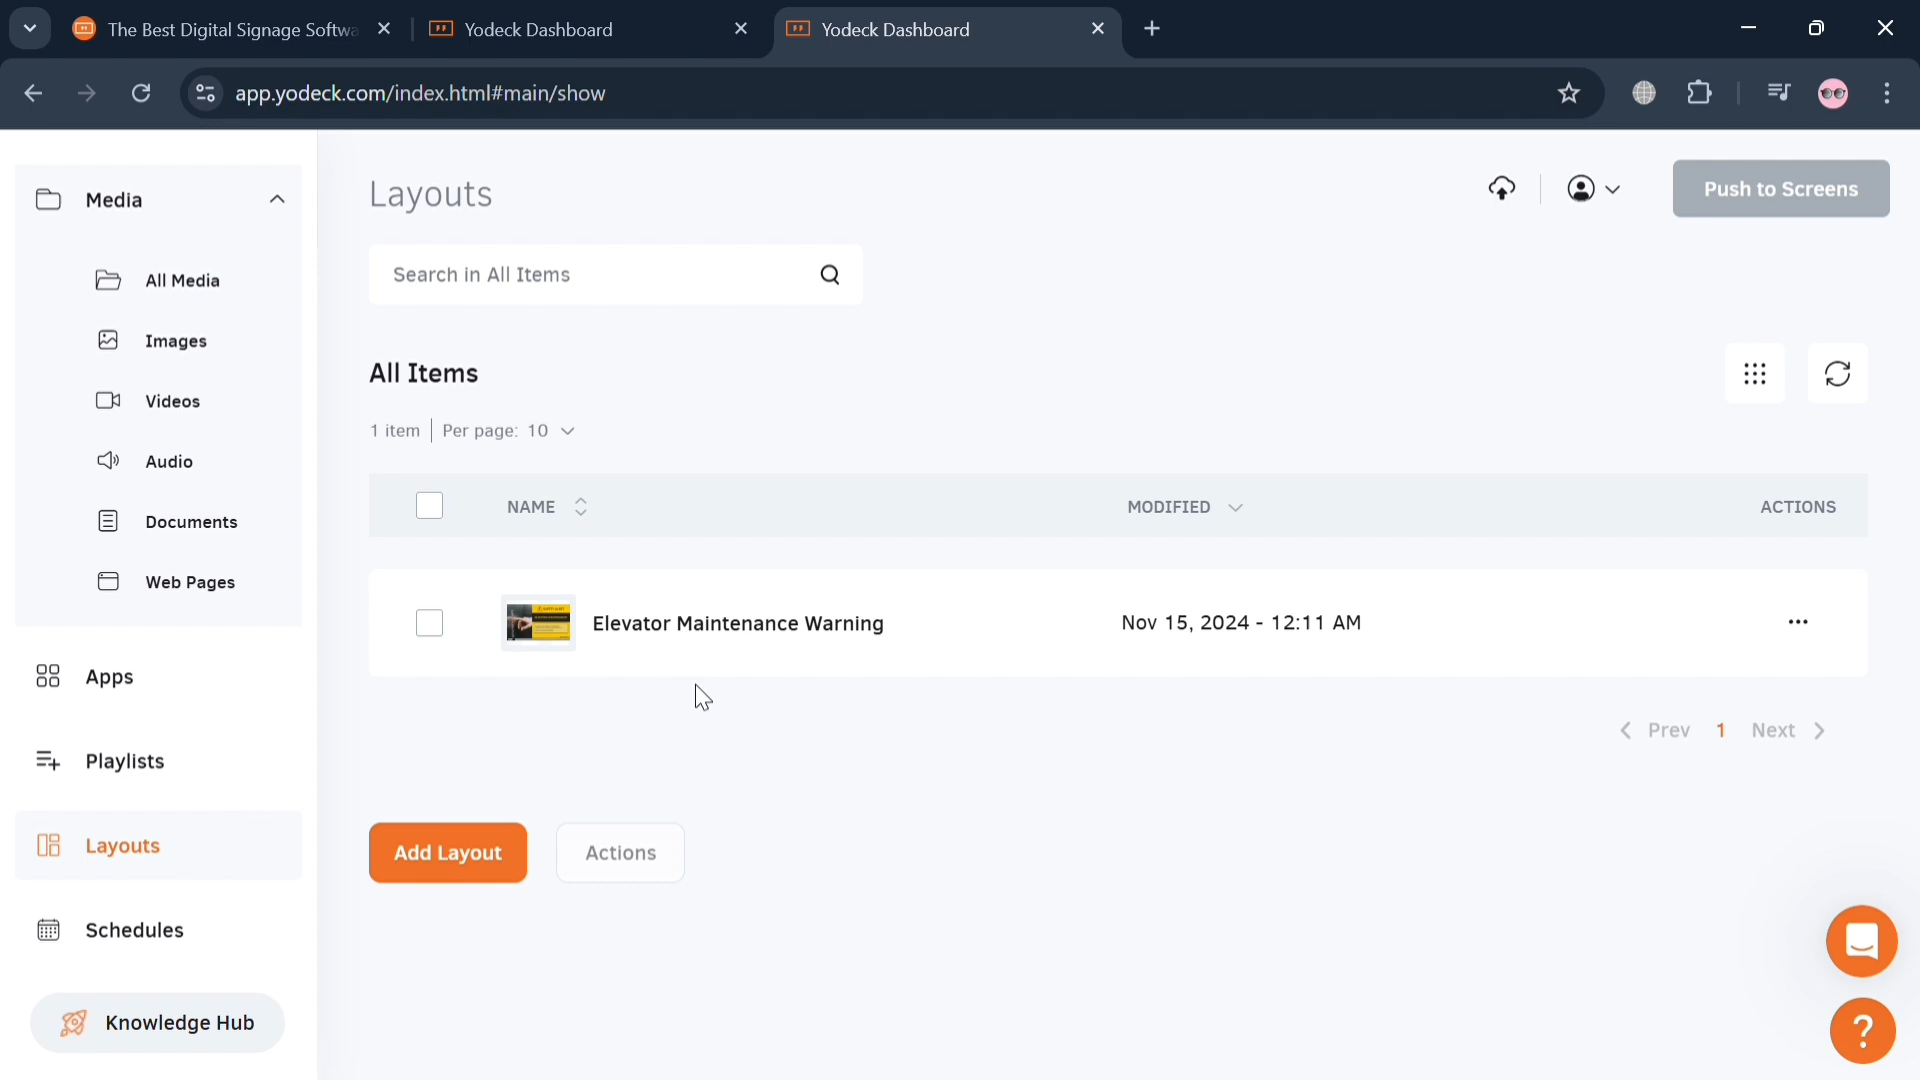 The Best Digital Signage Softwa
Yodeck Dashboard
Yodeck Dashboard
app.yodeck.com/index.html#main/show
Media
All Media
Images
Videos
Audio
Documents
Web Pages
Apps
Playlists
Layouts
Schedules
Knowledge Hub
Layouts
Push to Screens
Search in All Items
All Items
1 item Per page: 10
NAME MODIFIED ACTIONS
Elevator Maintenance Warning Nov 15, 2024 - 12:11 AM
Prev 1 Next
Add Layout Actions
?